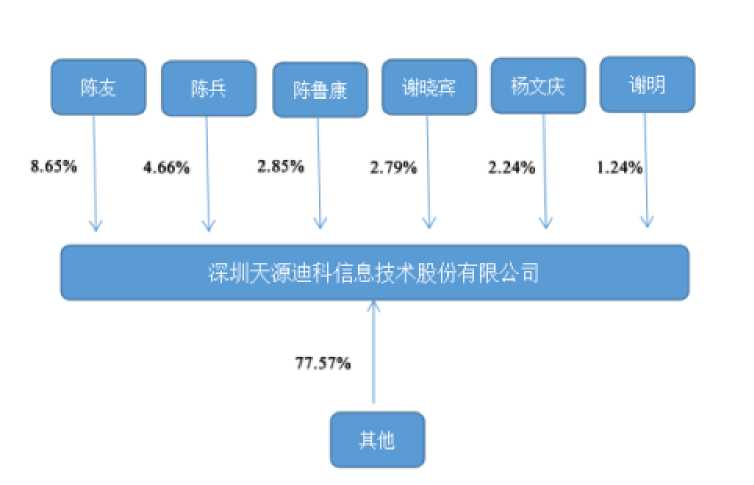 陈友
陈兵
陈鲁康
谢晓宾
杨文庆
谢明
8.65%
4.66%
2.85%
2.79%
2.24%
1.24%
深圳天源迪科信息技术股份有限公司
77.57%
其他